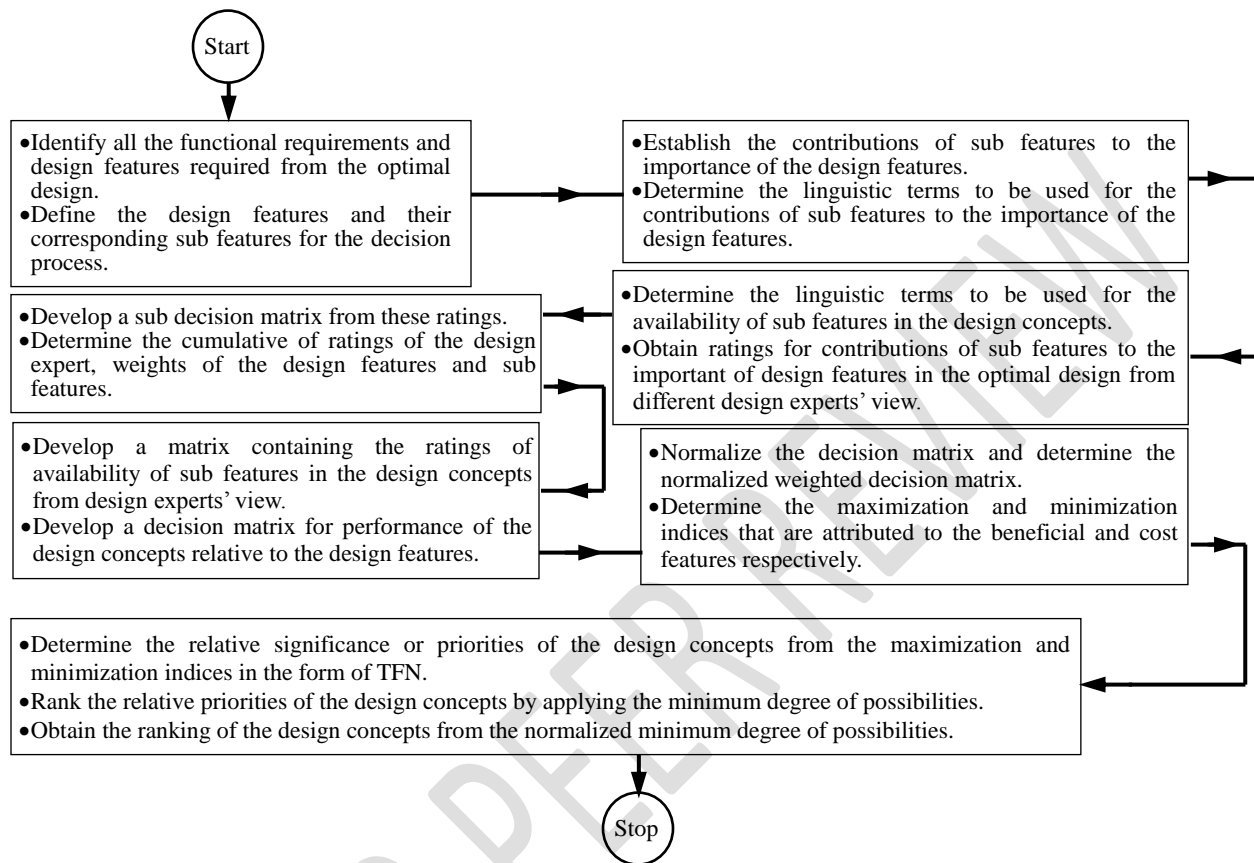 Start
•Identify all the functional requirements and
design features required from the optimal
design.
•Define the design features and their
corresponding sub features for the decision
process.
•Establish the contributions of sub features to the
importance of the design features.
•Determine the linguistic terms to be used for the
contributions of sub features to the importance of the
design features.
•Determine the linguistic terms to be used for the
availability of sub features in the design concepts.
•Obtain ratings for contributions of sub features to the
important of design features in the optimal design from
different design experts’ view.
•Develop a sub decision matrix from these ratings.
•Determine the cumulative of ratings of the design
expert, weights of the design features and sub
features.
•Develop a matrix containing the ratings of
availability of sub features in the design concepts
from design experts’ view.
•Develop a decision matrix for performance of the
design concepts relative to the design features.
•Normalize the decision matrix and determine the
normalized weighted decision matrix.
•Determine the maximization and minimization
indices that are attributed to the beneficial and cost
features respectively.
•Determine the relative significance or priorities of the design concepts from the maximization and
minimization indices in the form of TFN.
•Rank the relative priorities of the design concepts by applying the minimum degree of possibilities.
•Obtain the ranking of the design concepts from the normalized minimum degree of possibilities.
Stop
PEER REVIEW